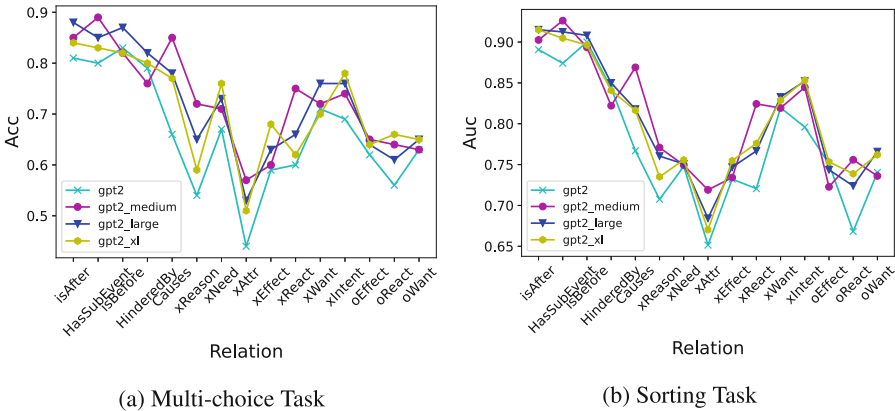 0.9
0.8
0.7
0.6
0.5
Acc
gpt2
gpt2_medium
gpt2_large
gpt2_xl
isAfter
HasSubEvent
isBefore
HinderedBy
Causes
xReason
xNeed
xAttr
xEffect
xReact
xWant
xIntent
oEffect
oReact
oWant
Relation
(a) Multi-choice Task
0.90
0.85
0.80
0.75
0.70
0.65
Auc
gpt2
gpt2_medium
gpt2_large
gpt2_xl
isAfter
HasSubEvent
isBefore
HinderedBy
Causes
xReason
xNeed
xAttr
xEffect
xReact
xWant
xIntent
oEffect
oReact
oWant
Relation
(b) Sorting Task